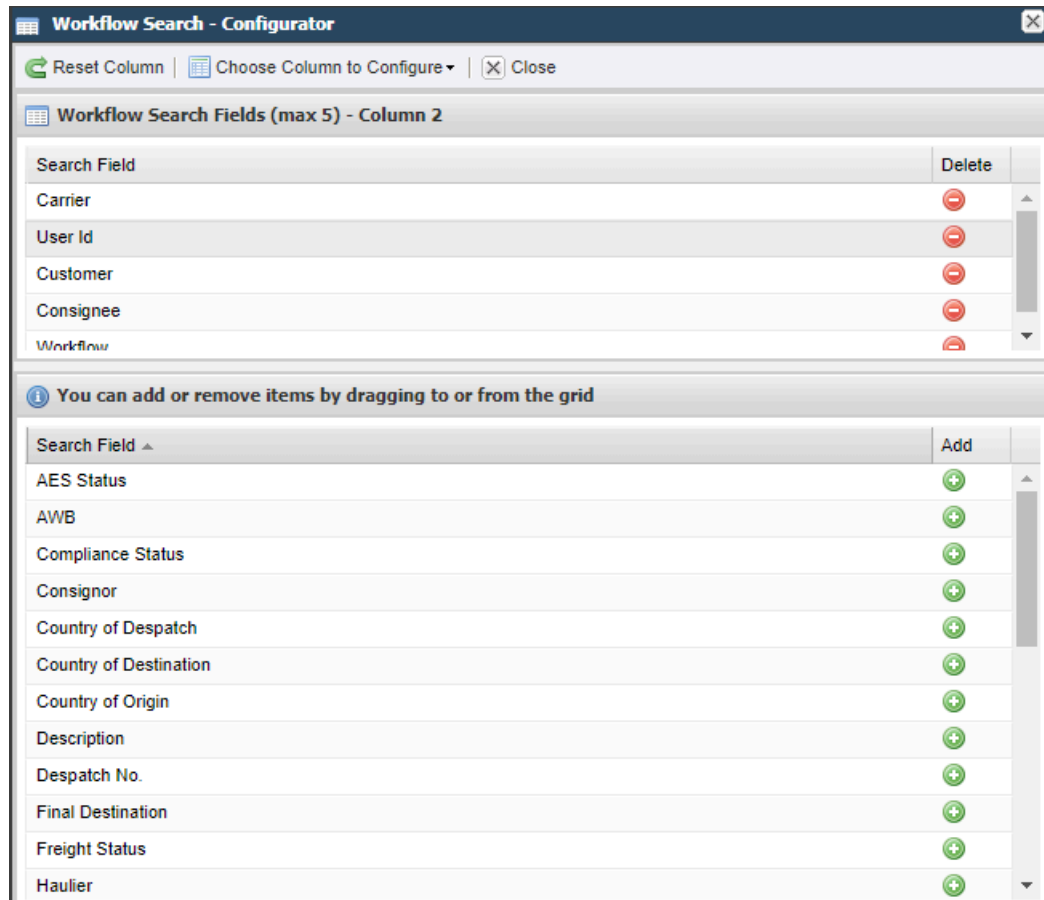 Workflow Search - Configurator
Reset Column | Choose Column to Configure | Close
Workflow Search Fields (max 5) - Column 2
Search Field Delete
Carrier
User Id
Customer
Consignee
Workflow
You can add or remove items by dragging to or from the grid
Search Field Add
AES Status
AWB
Compliance Status
Consignor
Country of Despatch
Country of Destination
Country of Origin
Description
Despatch No.
Final Destination
Freight Status
Haulier